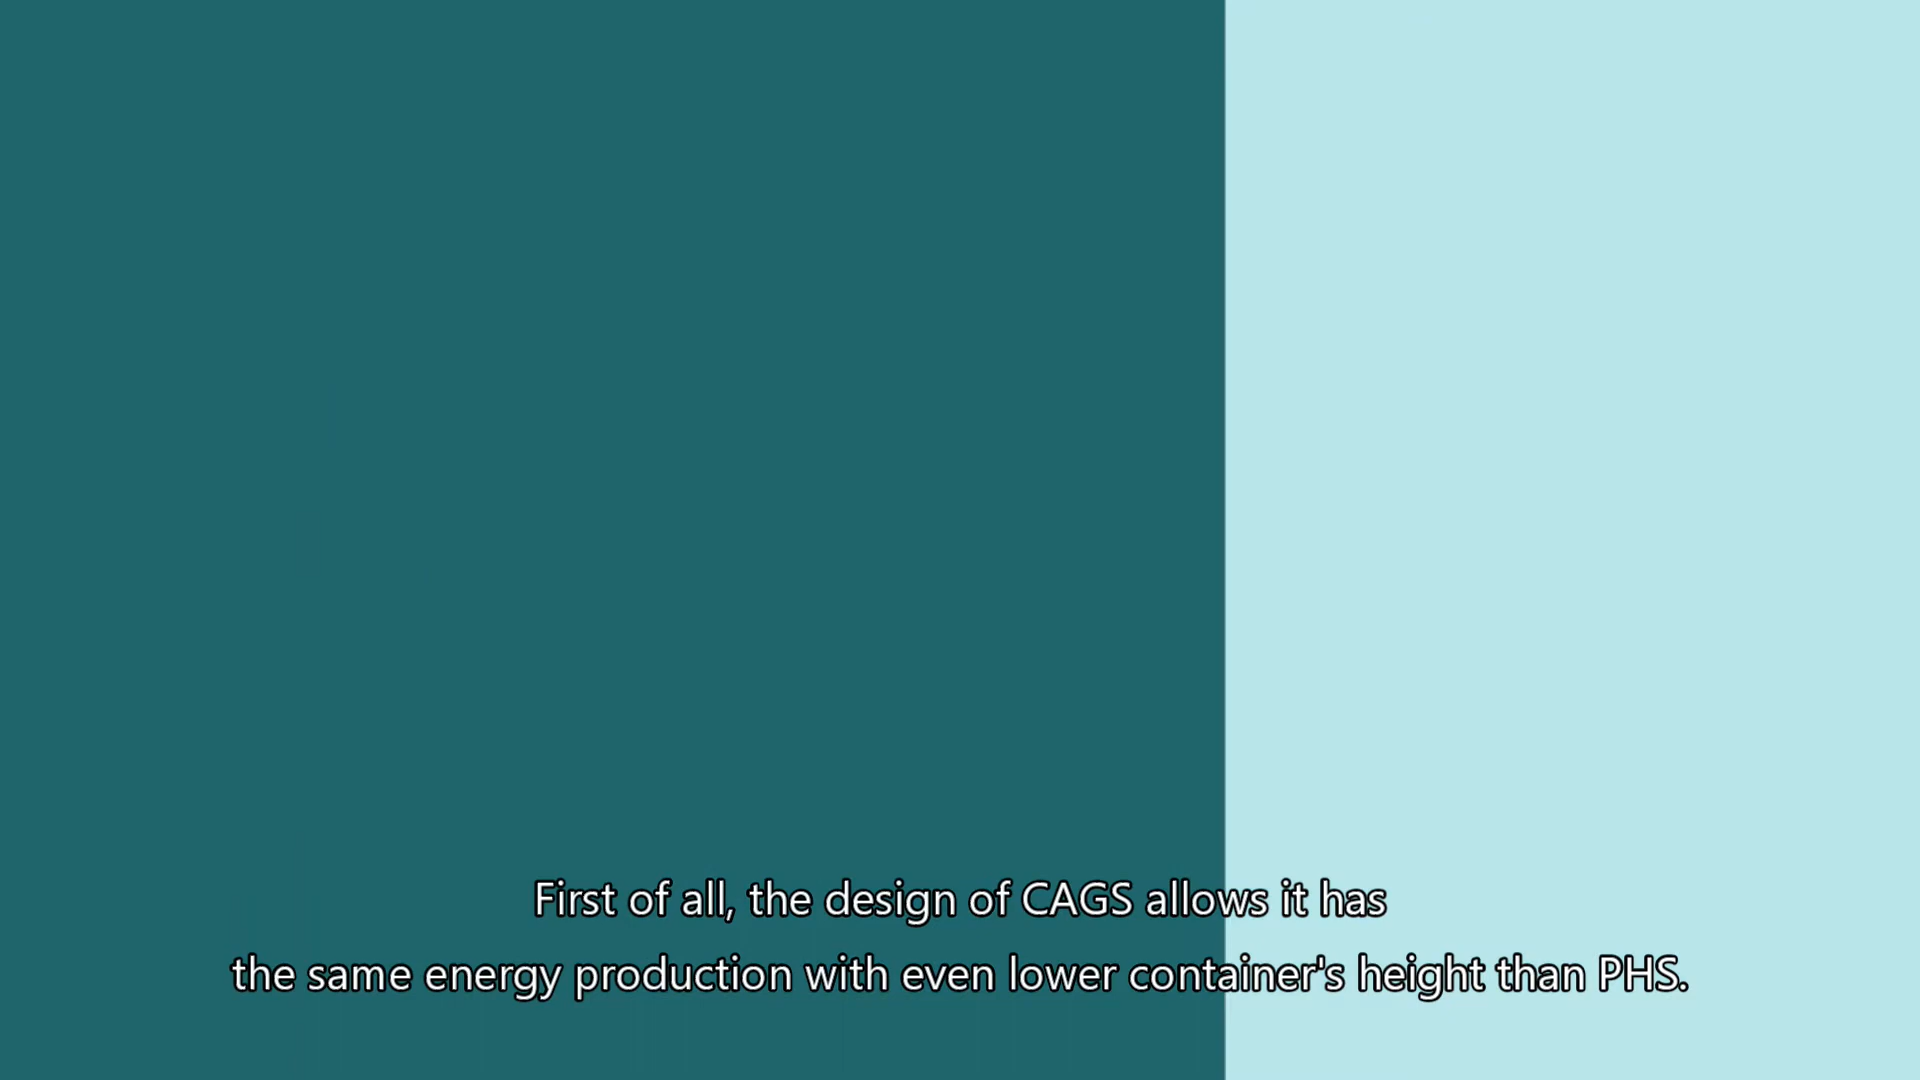 First of all, the design of CAGS allows it has
the same energy production with even lower container's height than PHS.